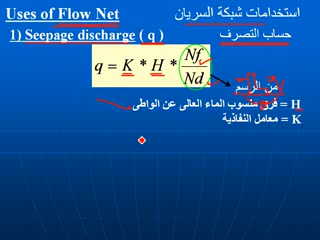 Uses of Flow Net استخدامات شبكة السريان
1) Seepage discharge ( q ) حساب التصرف
q = K * H * Nf / Nd
من الرسم
H = فرق منسوب الماء العالى عن الواطى
K = معامل النفاذية